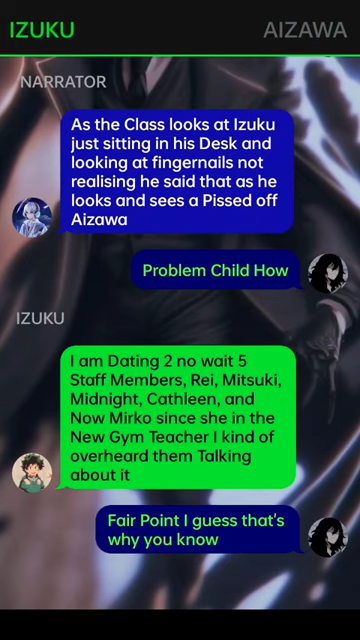 IZUKU
AIZAWA
NARRATOR
As the Class looks at Izuku
just sitting in his Desk and
looking at fingernails not
realising he said that as he
looks and sees a Pissed off
Aizawa
Problem Child How
IZUKU
I am Dating 2 no wait 5
Staff Members, Rei, Mitsuki,
Midnight, Cathleen, and
Now Mirko since she in the
New Gym Teacher I kind of
overheard them Talking
about it
Fair Point I guess that's
why you know